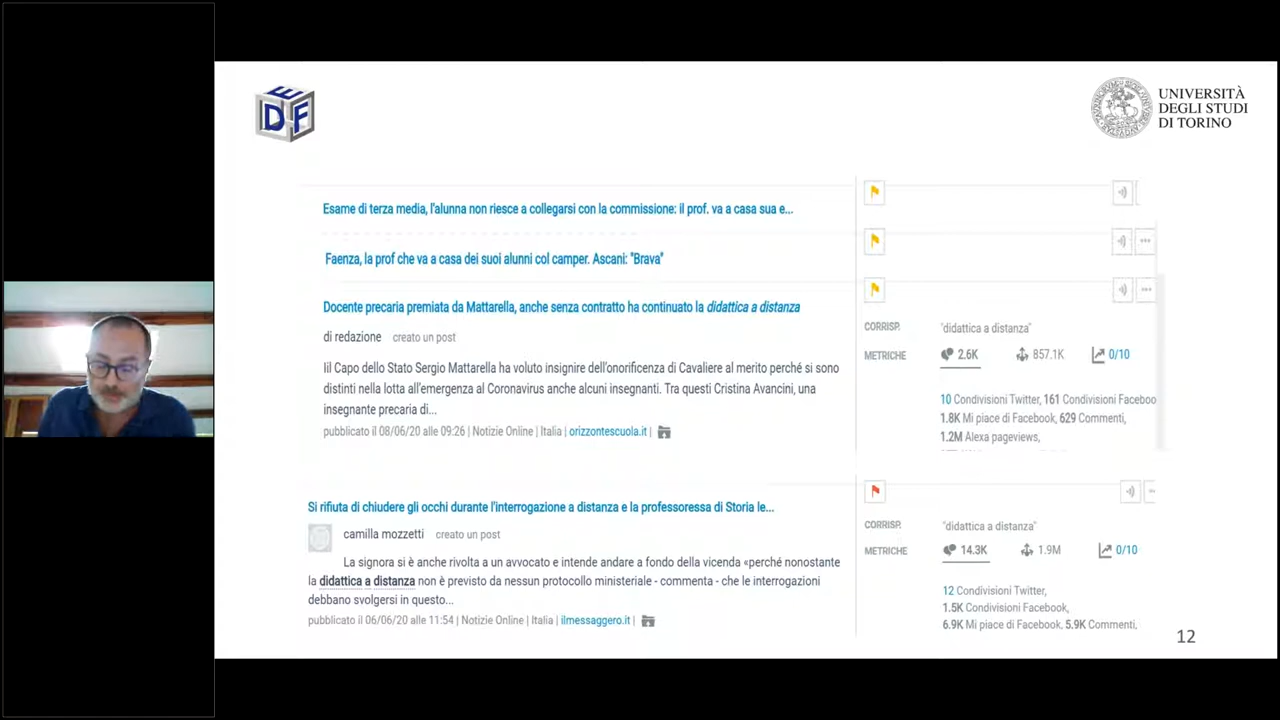 EDF
UNIVERSITÀ
DEGLI STUDI
DI TORINO
Esame di terza media, l'alunna non riesce a collegarsi con la commissione: il prof. va a casa sua e...
Faenza, la prof che va a casa dei suoi alunni col camper. Ascani: "Brava"
Docente precaria premiata da Mattarella, anche senza contratto ha continuato la didattica a distanza
di redazione creato un post
Iil Capo dello Stato Sergio Mattarella ha voluto insignire dell'onorificenza di Cavaliere al merito perché si sono
distinti nella lotta all'emergenza al Coronavirus anche alcuni insegnanti. Tra questi Cristina Avancini, una
insegnante precaria di...
pubblicato il 08/06/20 alle 09:26 | Notizie Online | Italia | orizzontescuola.it |
CORRISP. "didattica a distanza"
METRICHE 2.6K 857.1K 0/10
10 Condivisioni Twitter, 161 Condivisioni Faceboo
1.8K Mi piace di Facebook, 629 Commenti,
1.2M Alexa pageviews,
Si rifiuta di chiudere gli occhi durante l'interrogazione a distanza e la professoressa di Storia le...
camilla mozzetti creato un post
La signora si è anche rivolta a un avvocato e intende andare a fondo della vicenda «perché nonostante
la didattica a distanza non è previsto da nessun protocollo ministeriale - commenta - che le interrogazioni
debbano svolgersi in questo...
pubblicato il 06/06/20 alle 11:54 | Notizie Online | Italia | ilmessaggero.it |
CORRISP. "didattica a distanza"
METRICHE 14.3K 1.9M 0/10
12 Condivisioni Twitter,
1.5K Condivisioni Facebook,
6.9K Mi piace di Facebook, 5.9K Commenti,
12